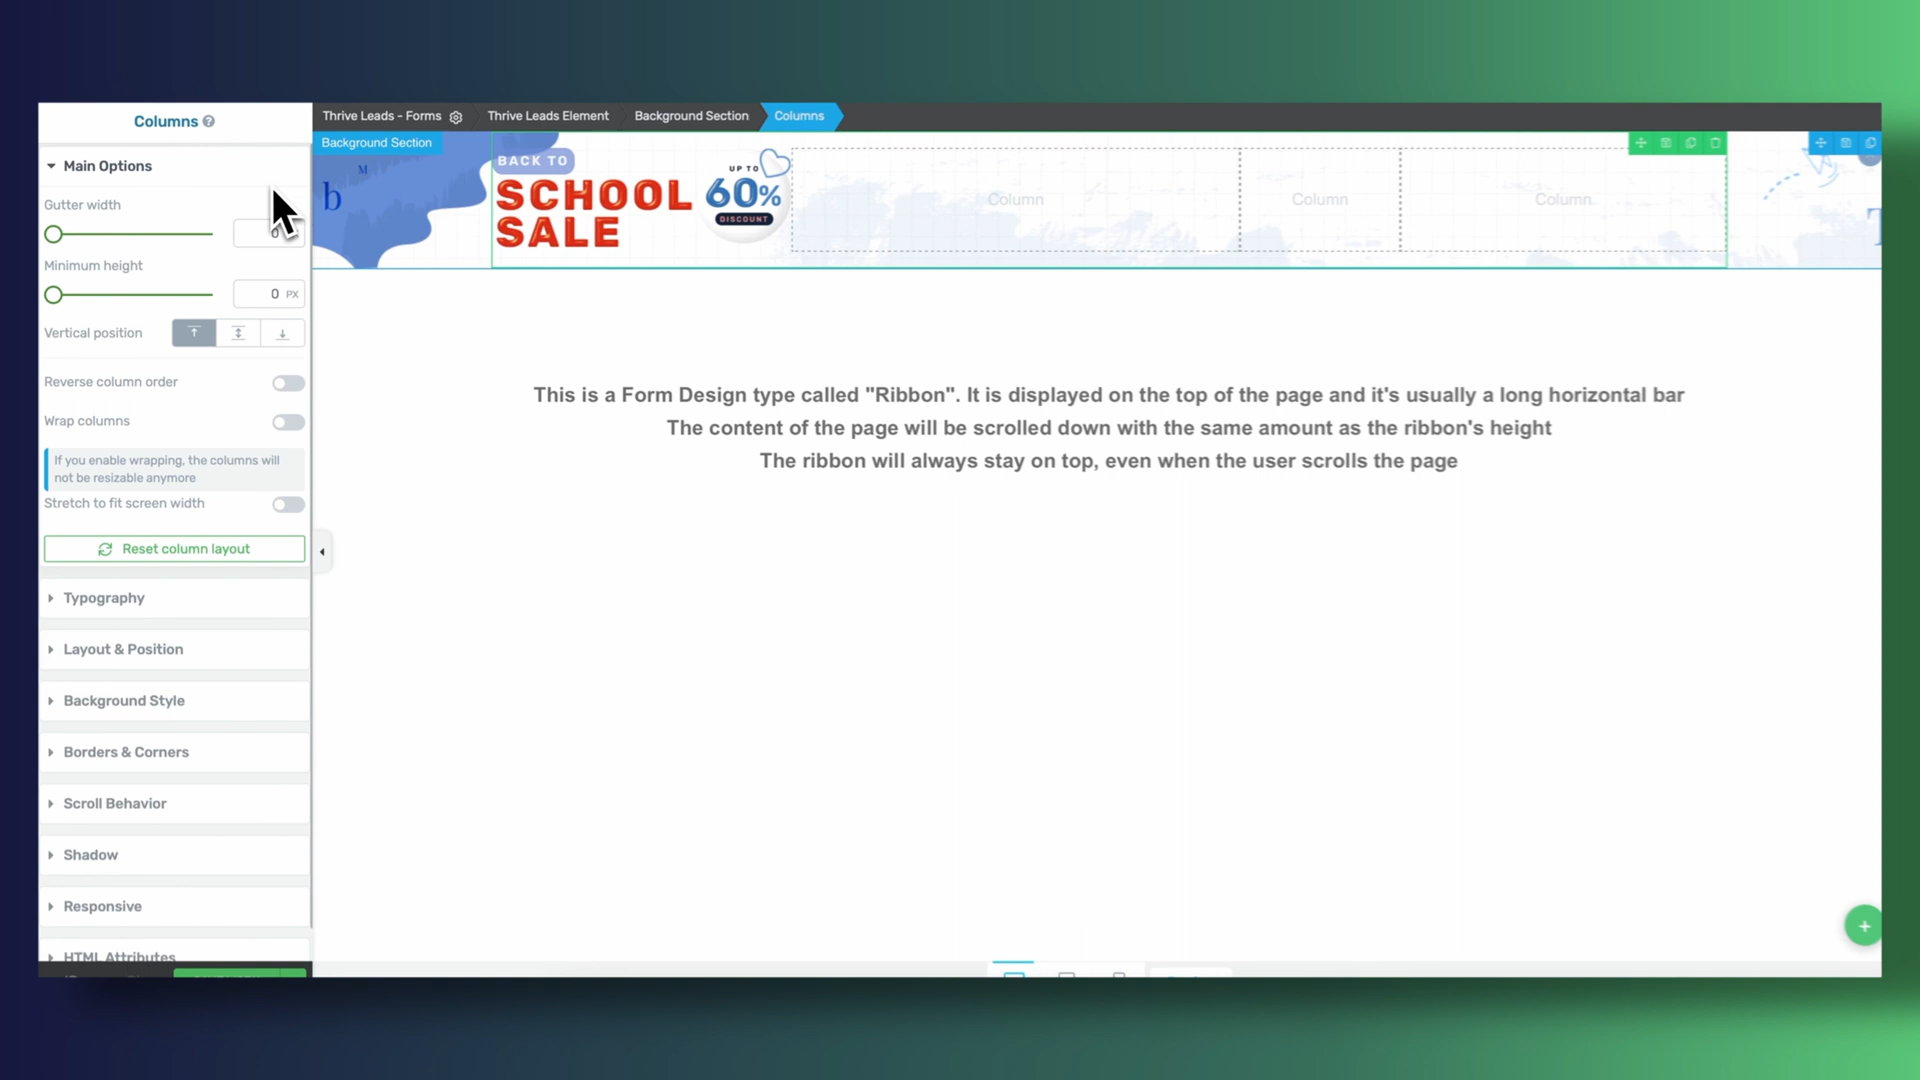 Columns
Thrive Leads - Forms
Thrive Leads Element
Background Section
Columns
Main Options
Gutter width
0
Minimum height
0 PX
Vertical position
Reverse column order
Wrap columns
If you enable wrapping, the columns will
not be resizable anymore
Stretch to fit screen width
Reset column layout
Typography
Layout & Position
Background Style
Borders & Corners
Scroll Behavior
Shadow
Responsive
HTML Attributes
Background Section
M
b
BACK TO
SCHOOL
SALE
UP TO
60%
DISCOUNT
Column
Column
Column
This is a Form Design type called "Ribbon". It is displayed on the top of the page and it's usually a long horizontal bar
The content of the page will be scrolled down with the same amount as the ribbon's height
The ribbon will always stay on top, even when the user scrolls the page